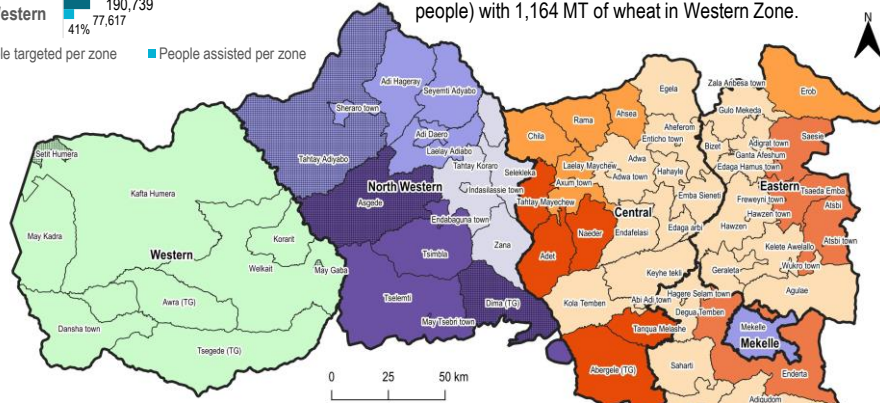 190,739
estern
77,617
41%
people) with 1,164 MT of wheat in Western Zone.
le targeted per zone
People assisted per zone
N
Adi Hageray
Seyemti Adyabo
Egela
Zala Anbesa town
Erob
Sheraro town
Rama
Ahsea
Gulo Mekeda
Adi Daero
Chila
Aheferom
Enticho town
Bizet
Adigrat town
Saesie
Setit Humera
Tahtay Adiyabo
Laelay Adiabo
Ganta Afeshum
Tahtay Koraro
Selekleka
Laelay Maychew
Adwa
Edaga Hamus town
Kafta Humera
North Western
Indasilassie town
Axum town
Adwa town
Hahayle
Eastern
Tsaeda Emba
Asgede
Tahtay Mayechew
Emba Sieneti
Freweyni town
Atsbi
May Kadra
Endabaguna town
Central
Hawzen town
Naeder
Endafelasi
Edaga arbi
Hawzen
Korarit
Zana
Atsbi town
Western
Tsimbla
Adet
Kelete Awelallo
Welkait
May Gaba
Keyhe tekli
Geraleta
Wukro town
Awra (TG)
Tselemti
Dima (TG)
Kola Temben
Abi Adi town
Hagere Selam town
Agulae
Degua Temben
Dansha town
May Tsebri town
Tanqua Melashe
Mekelle
Mekelle
Tsegede (TG)
Abergele (TG)
Saharti
Enderta
0 25 50 km
Adigudom